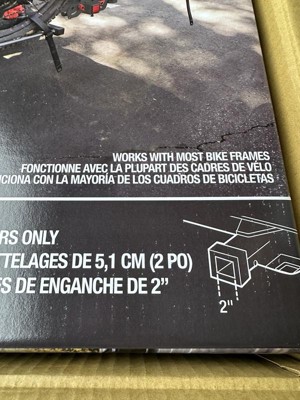 WORKS WITH MOST BIKE FRAMES
FONCTIONNE AVEC LA PLUPART DES CADRES DE VÉLO
CIONA CON LA MAYORÍA DE LOS CUADROS DE BICICLETAS
RS ONLY
TTELAGES DE 5,1 CM (2 PO)
S DE ENGANCHE DE 2”
2"